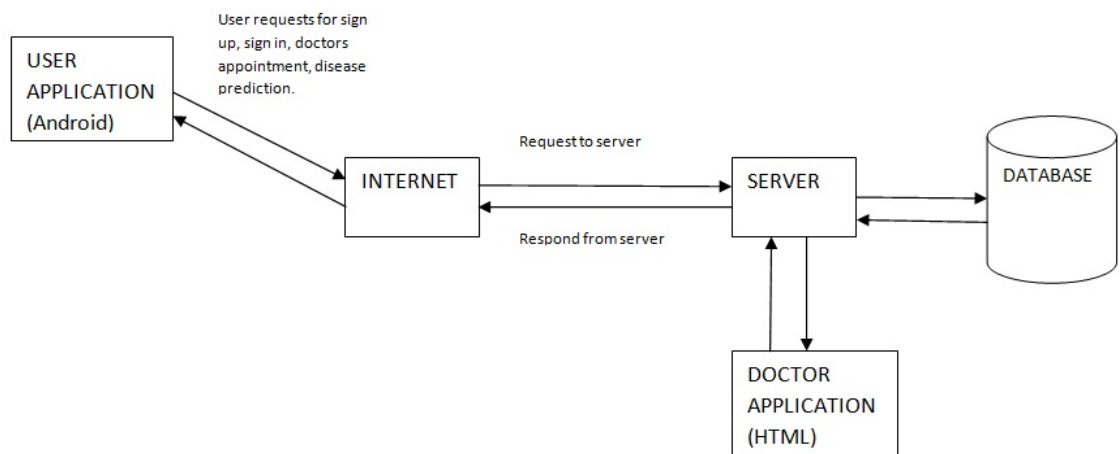 User requests for sign
up, sign in, doctors
appointment, disease
prediction.
USER
APPLICATION
(Android)
Request to server
INTERNET
SERVER
DATABASE
Respond from server
DOCTOR
APPLICATION
(HTML)